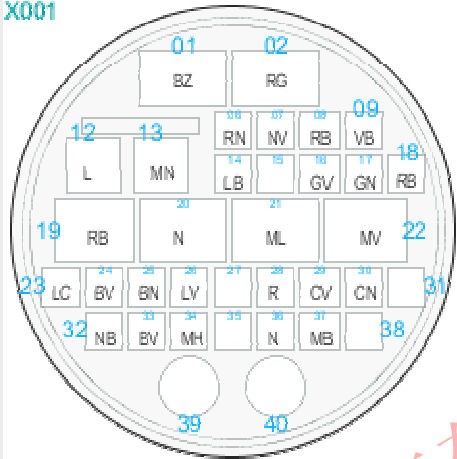 X001
01 02
BZ RG
06 07 08 09
RN NV RB VB
12 13
L MN
14 15 16 17 18
LB GV GN RB
19 20 21 22
RB N ML MV
23 24 25 26 27 28 29 30 31
LC BV BN LV R CV CN
32 33 34 35 36 37 38
NB BV MH N MB
39 40